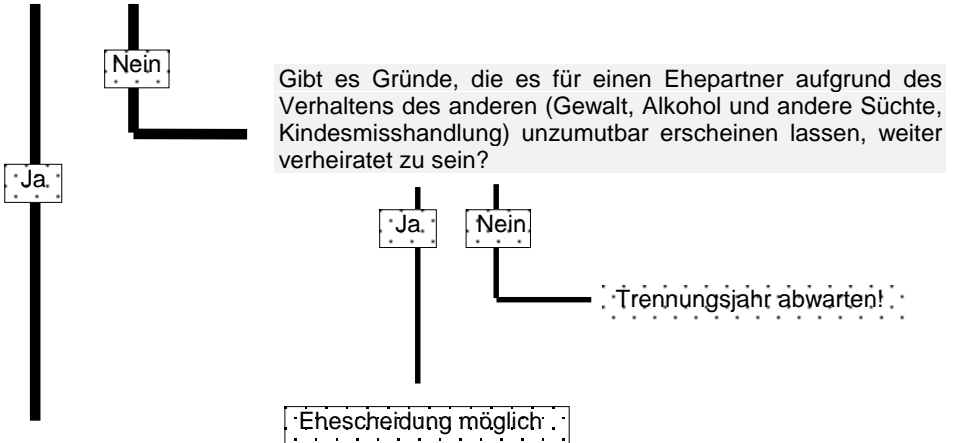 Nein
Gibt es Gründe, die es für einen Ehepartner aufgrund des
Verhaltens des anderen (Gewalt, Alkohol und andere Süchte,
Kindesmisshandlung) unzumutbar erscheinen lassen, weiter
verheiratet zu sein?
Ja
Ja
Nein
Trennungsjahr abwarten!
Ehescheidung möglich